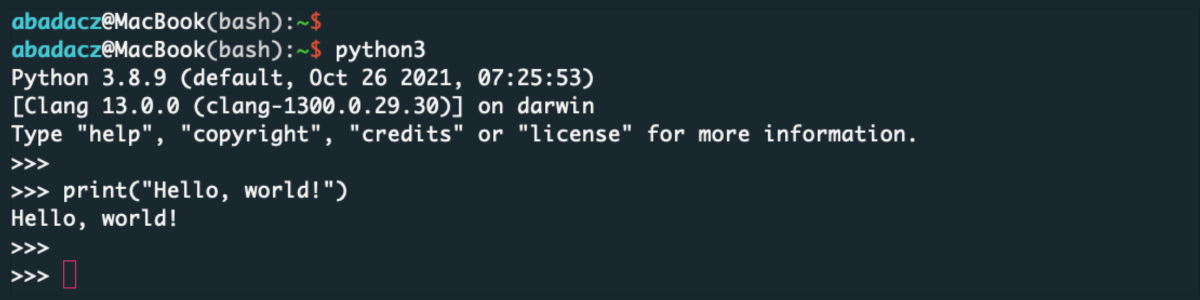 abadacz@MacBook(bash):~$
abadacz@MacBook(bash):~$ python3
Python 3.8.9 (default, Oct 26 2021, 07:25:53)
[Clang 13.0.0 (clang-1300.0.29.30)] on darwin
Type "help", "copyright", "credits" or "license" for more information.
>>>
>>> print("Hello, world!")
Hello, world!
>>>
>>>